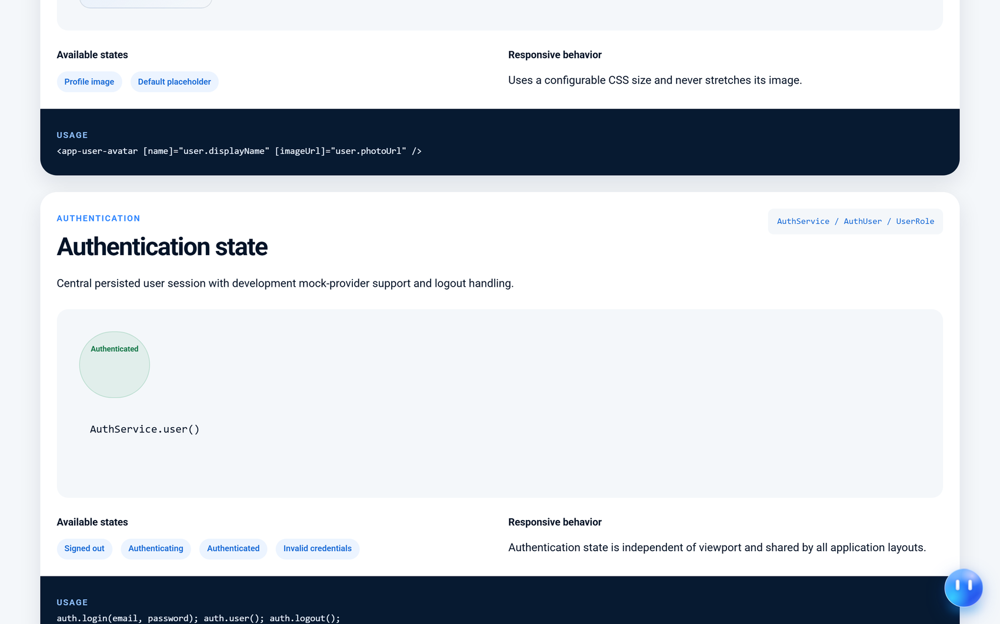 Available states
Profile image
Default placeholder
Responsive behavior
Uses a configurable CSS size and never stretches its image.
USAGE
<app-user-avatar [name]="user.displayName" [imageUrl]="user.photoUrl" />
AUTHENTICATION
AuthService / AuthUser / UserRole
Authentication state
Central persisted user session with development mock-provider support and logout handling.
Authenticated
AuthService.user()
Available states
Signed out
Authenticating
Authenticated
Invalid credentials
Responsive behavior
Authentication state is independent of viewport and shared by all application layouts.
USAGE
auth.login(email, password); auth.user(); auth.logout();